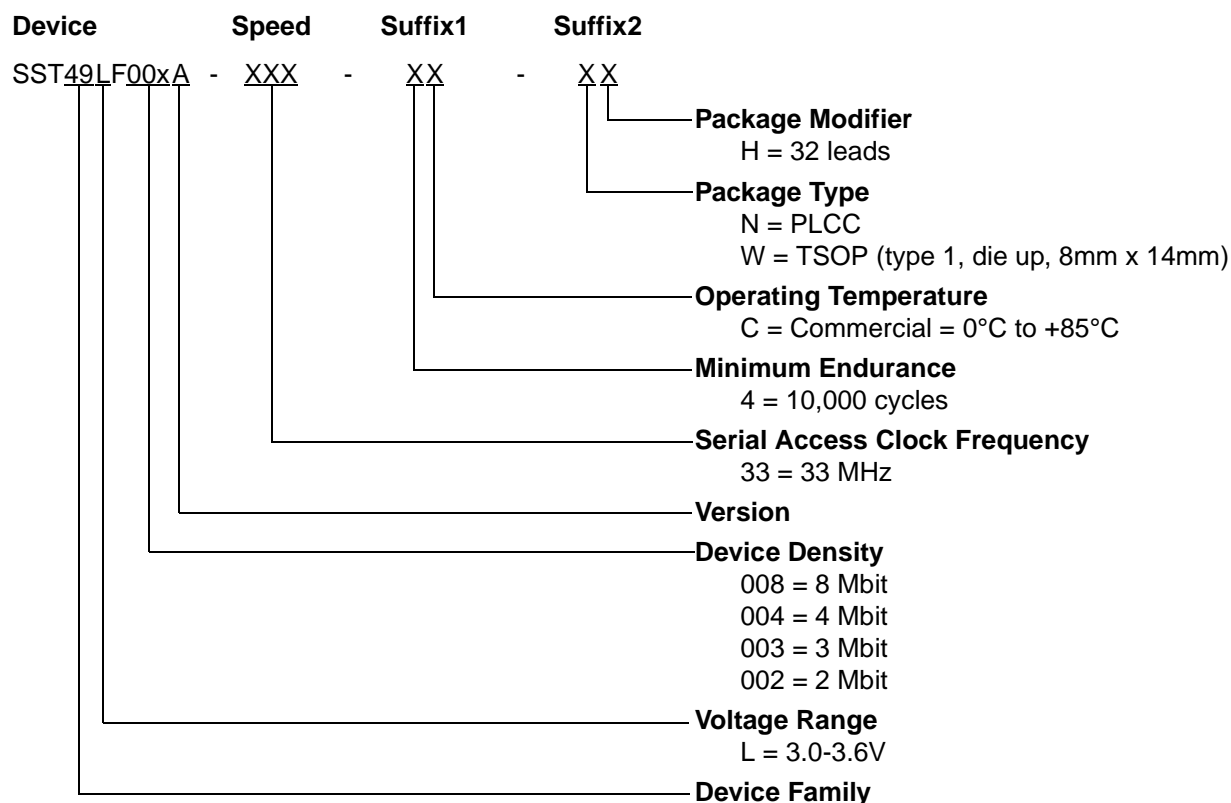 Device Speed Suffix1 Suffix2
SST49LF00xA - XXX - XX - XX
Package Modifier
H = 32 leads
Package Type
N = PLCC
W = TSOP (type 1, die up, 8mm x 14mm)
Operating Temperature
C = Commercial = 0°C to +85°C
Minimum Endurance
4 = 10,000 cycles
Serial Access Clock Frequency
33 = 33 MHz
Version
Device Density
008 = 8 Mbit
004 = 4 Mbit
003 = 3 Mbit
002 = 2 Mbit
Voltage Range
L = 3.0-3.6V
Device Family